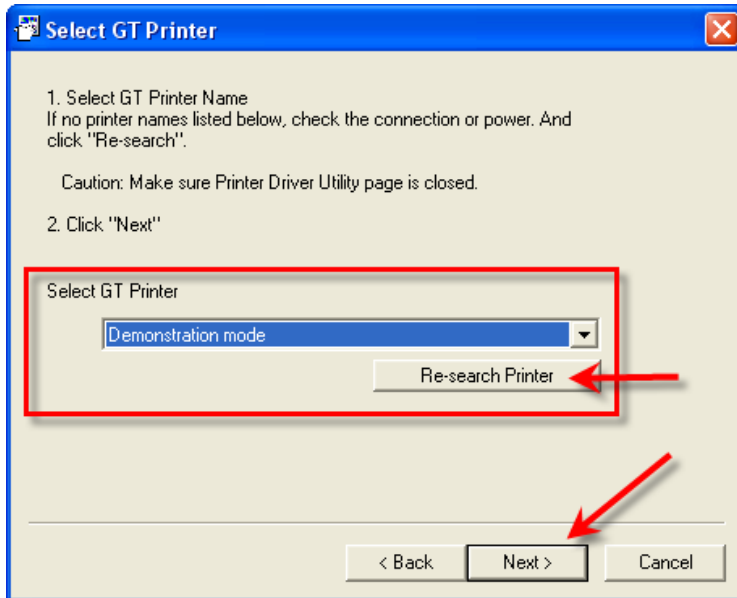 Select GT Printer
1. Select GT Printer Name
If no printer names listed below, check the connection or power. And
click "Re-search".
Caution: Make sure Printer Driver Utility page is closed.
2. Click "Next"
Select GT Printer
Demonstration mode
Re-search Printer
< Back
Next >
Cancel